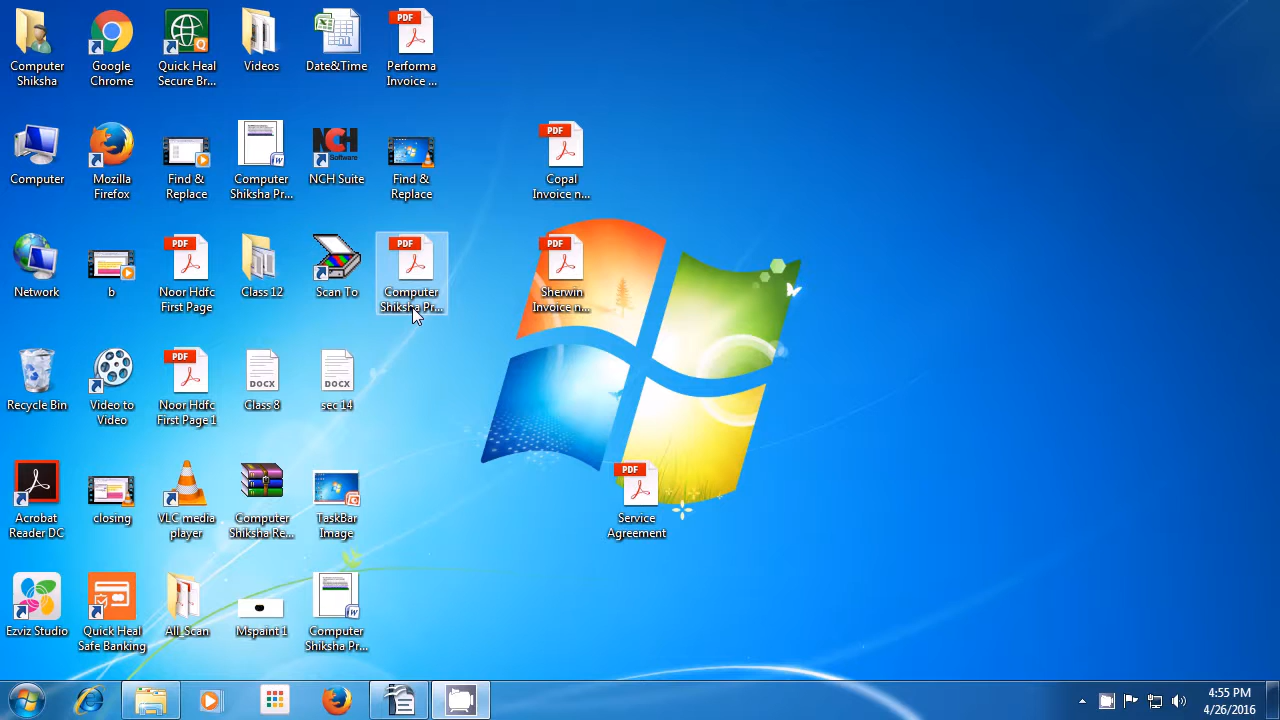 Computer
Shiksha
Google
Chrome
Quick Heal
Secure Br...
Videos
Date&Time
PDF
Performa
Invoice ...
Computer
Mozilla
Firefox
Find &
Replace
Computer
Shiksha Pr...
NCH
Software
NCH Suite
Find &
Replace
PDF
Copal
Invoice n...
Network
b
PDF
Noor Hdfc
First Page
Class 12
Scan To
PDF
Computer
Shiksha Pr...
PDF
Sherwin
Invoice n...
Recycle Bin
Video to
Video
PDF
Noor Hdfc
First Page 1
DOCX
Class 8
DOCX
sec 14
Acrobat
Reader DC
closing
VLC media
player
Computer
Shiksha Re...
TaskBar
Image
PDF
Service
Agreement
Ezviz Studio
Quick Heal
Safe Banking
All_Scan
Mspaint 1
Computer
Shiksha Pr...
4:55 PM
4/26/2016